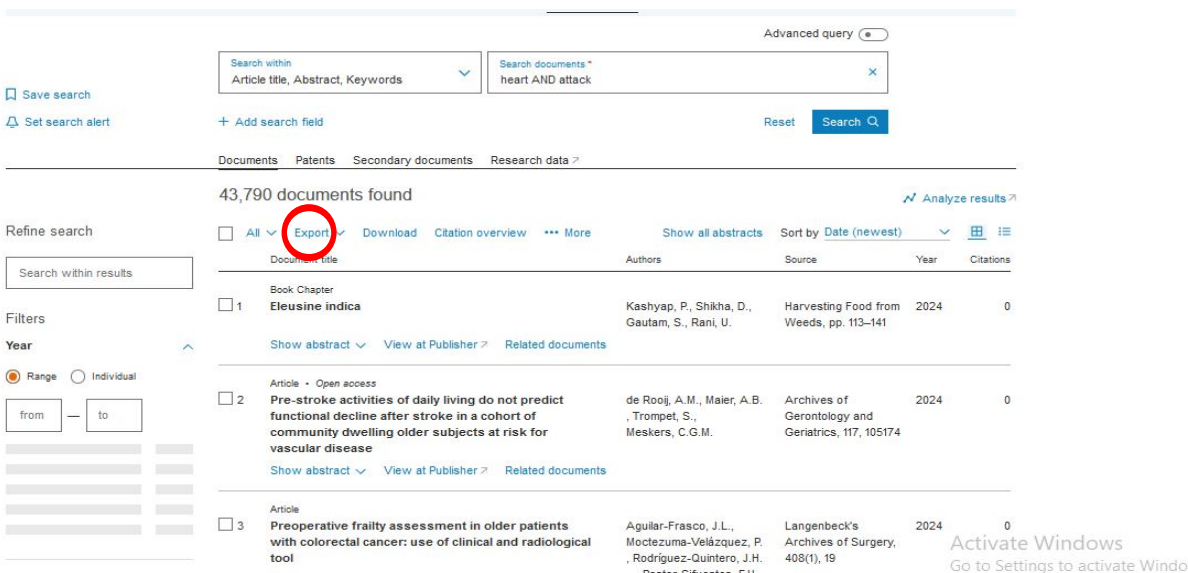 Advanced query
Search within
Article title, Abstract, Keywords
Search documents *
heart AND attack
Save search
Set search alert
+ Add search field
Reset
Search
Documents Patents Secondary documents Research data
43,790 documents found
Analyze results
Refine search
All Export Download Citation overview ••• More Show all abstracts Sort by Date (newest)
Document title Authors Source Year Citations
Search within results
Filters
Year
Range Individual
from — to
Book Chapter
1 Eleusine indica Kashyap, P., Shikha, D., Harvesting Food from 2024 0
Gautam, S., Rani, U. Weeds, pp. 113–141
Show abstract View at Publisher Related documents
Article • Open access
2 Pre-stroke activities of daily living do not predict de Rooij, A.M., Maier, A.B. Archives of 2024 0
functional decline after stroke in a cohort of , Trompet, S., Gerontology and
community dwelling older subjects at risk for Meskers, C.G.M. Geriatrics, 117, 105174
vascular disease
Show abstract View at Publisher Related documents
Article
3 Preoperative frailty assessment in older patients Aguilar-Frasco, J.L., Langenbeck's 2024 0
with colorectal cancer: use of clinical and radiological Moctezuma-Velázquez, P. Archives of Surgery,
tool , Rodríguez-Quintero, J.H. 408(1), 19
Activate Windows
Go to Settings to activate Windo